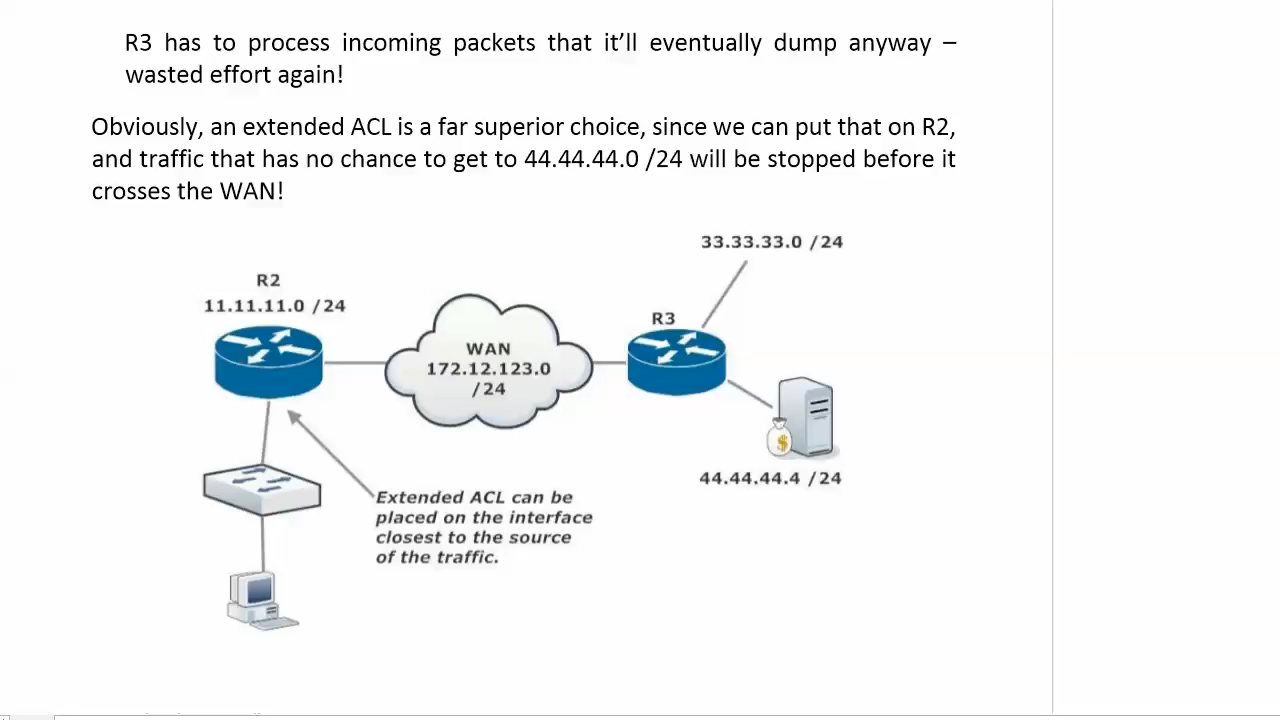 R3 has to process incoming packets that it’ll eventually dump anyway –
wasted effort again!
Obviously, an extended ACL is a far superior choice, since we can put that on R2,
and traffic that has no chance to get to 44.44.44.0 /24 will be stopped before it
crosses the WAN!
33.33.33.0 /24
R2
11.11.11.0 /24
R3
WAN
172.12.123.0
/24
$
44.44.44.4 /24
Extended ACL can be
placed on the interface
closest to the source
of the traffic.